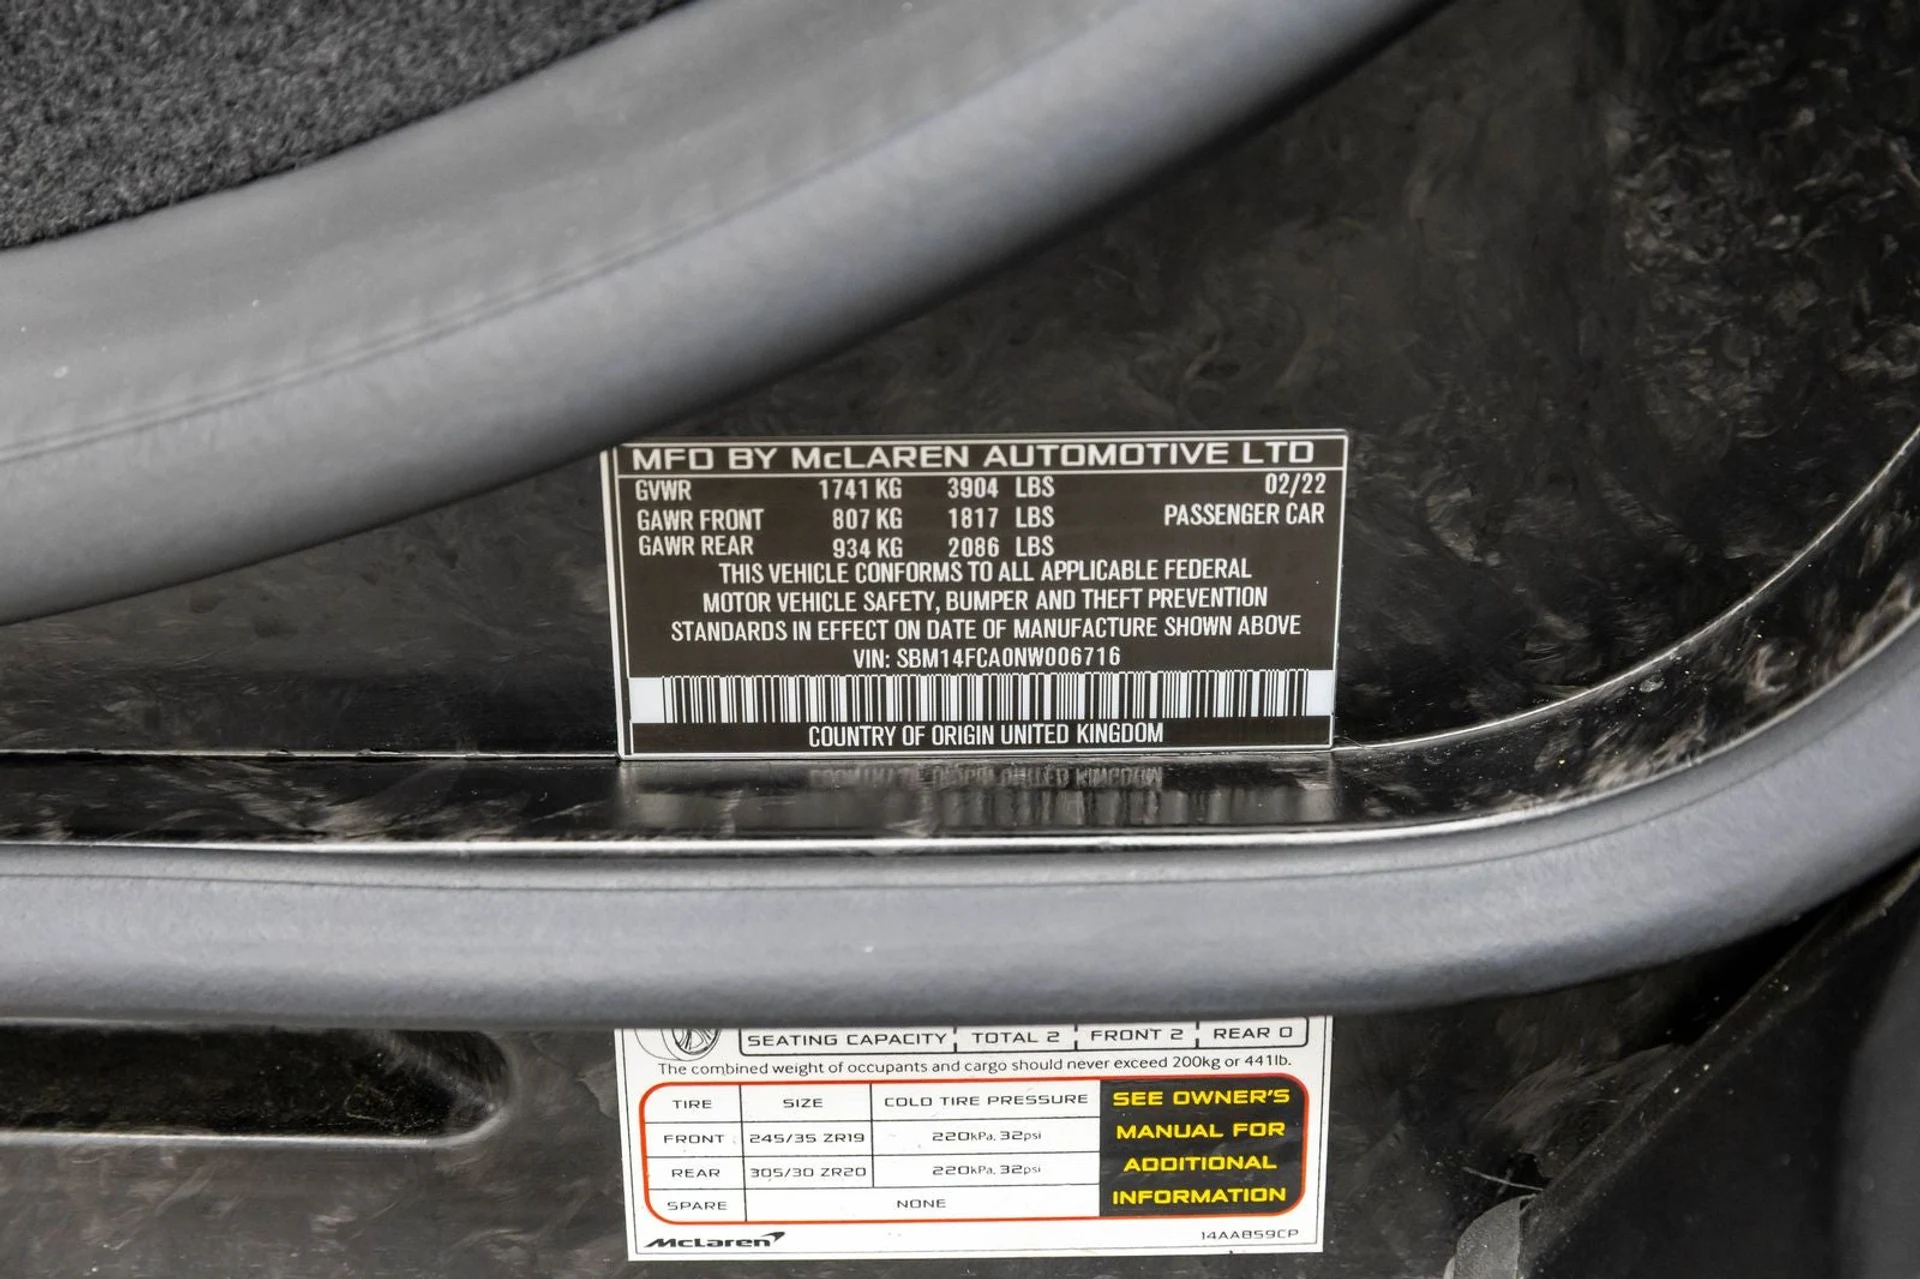 MFD BY McLAREN AUTOMOTIVE LTD
GVWR 1741 KG 3904 LBS 02/22
GAWR FRONT 807 KG 1817 LBS PASSENGER CAR
GAWR REAR 934 KG 2086 LBS
THIS VEHICLE CONFORMS TO ALL APPLICABLE FEDERAL
MOTOR VEHICLE SAFETY, BUMPER AND THEFT PREVENTION
STANDARDS IN EFFECT ON DATE OF MANUFACTURE SHOWN ABOVE
VIN: SBM14FCA0NW006716
COUNTRY OF ORIGIN UNITED KINGDOM
SEATING CAPACITY TOTAL 2 FRONT 2 REAR 0
The combined weight of occupants and cargo should never exceed 200kg or 441lb.
TIRE SIZE COLD TIRE PRESSURE SEE OWNER'S
FRONT 245/35 ZR19 220kPa, 32psi MANUAL FOR
REAR 305/30 ZR20 220kPa, 32psi ADDITIONAL
SPARE NONE INFORMATION
McLaren 14AA859CP